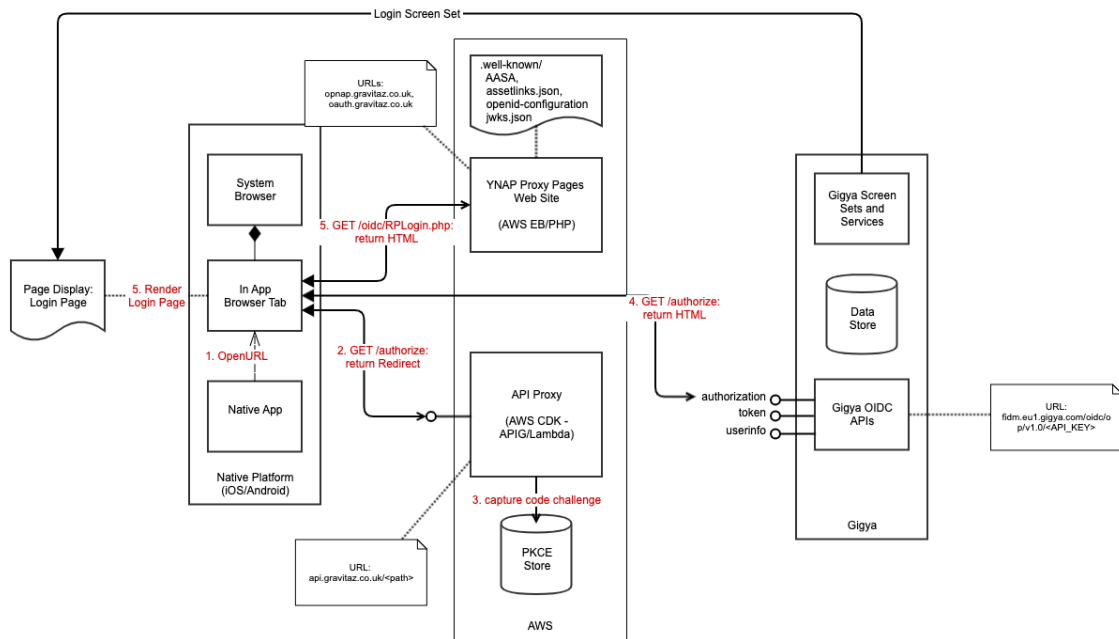 Login Screen Set
URLs:
opnap.gravitaz.co.uk,
oauth.gravitaz.co.uk
.well-known/
AASA,
assetlinks.json,
openid-configuration
jwks.json
System
Browser
YNAP Proxy Pages
Web Site
(AWS EB/PHP)
Gigya Screen
Sets and
Services
5. GET /oidc/RPLogin.php:
return HTML
Page Display:
Login Page
5. Render
Login Page
In App
Browser Tab
4. GET /authorize:
return HTML
Data
Store
1. OpenURL
2. GET /authorize:
return Redirect
Native App
API Proxy
(AWS CDK -
APIG/Lambda)
authorization
token
userinfo
Gigya OIDC
APIs
URL:
fidm.eu1.gigya.com/oidc/o
p/v1.0/<API_KEY>
Native Platform
(iOS/Android)
3. capture code challenge
Gigya
PKCE
Store
URL:
api.gravitaz.co.uk/<path>
AWS